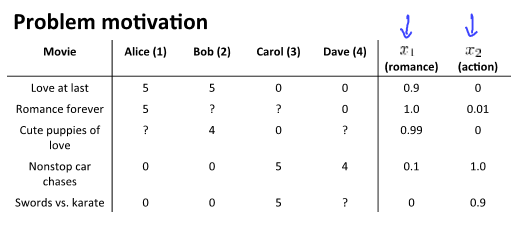 Problem motivation
Movie Alice (1) Bob (2) Carol (3) Dave (4) x₁ (romance) x₂ (action)
Love at last 5 5 0 0 0.9 0
Romance forever 5 ? ? 0 1.0 0.01
Cute puppies of love ? 4 0 ? 0.99 0
Nonstop car chases 0 0 5 4 0.1 1.0
Swords vs. karate 0 0 5 ? 0 0.9